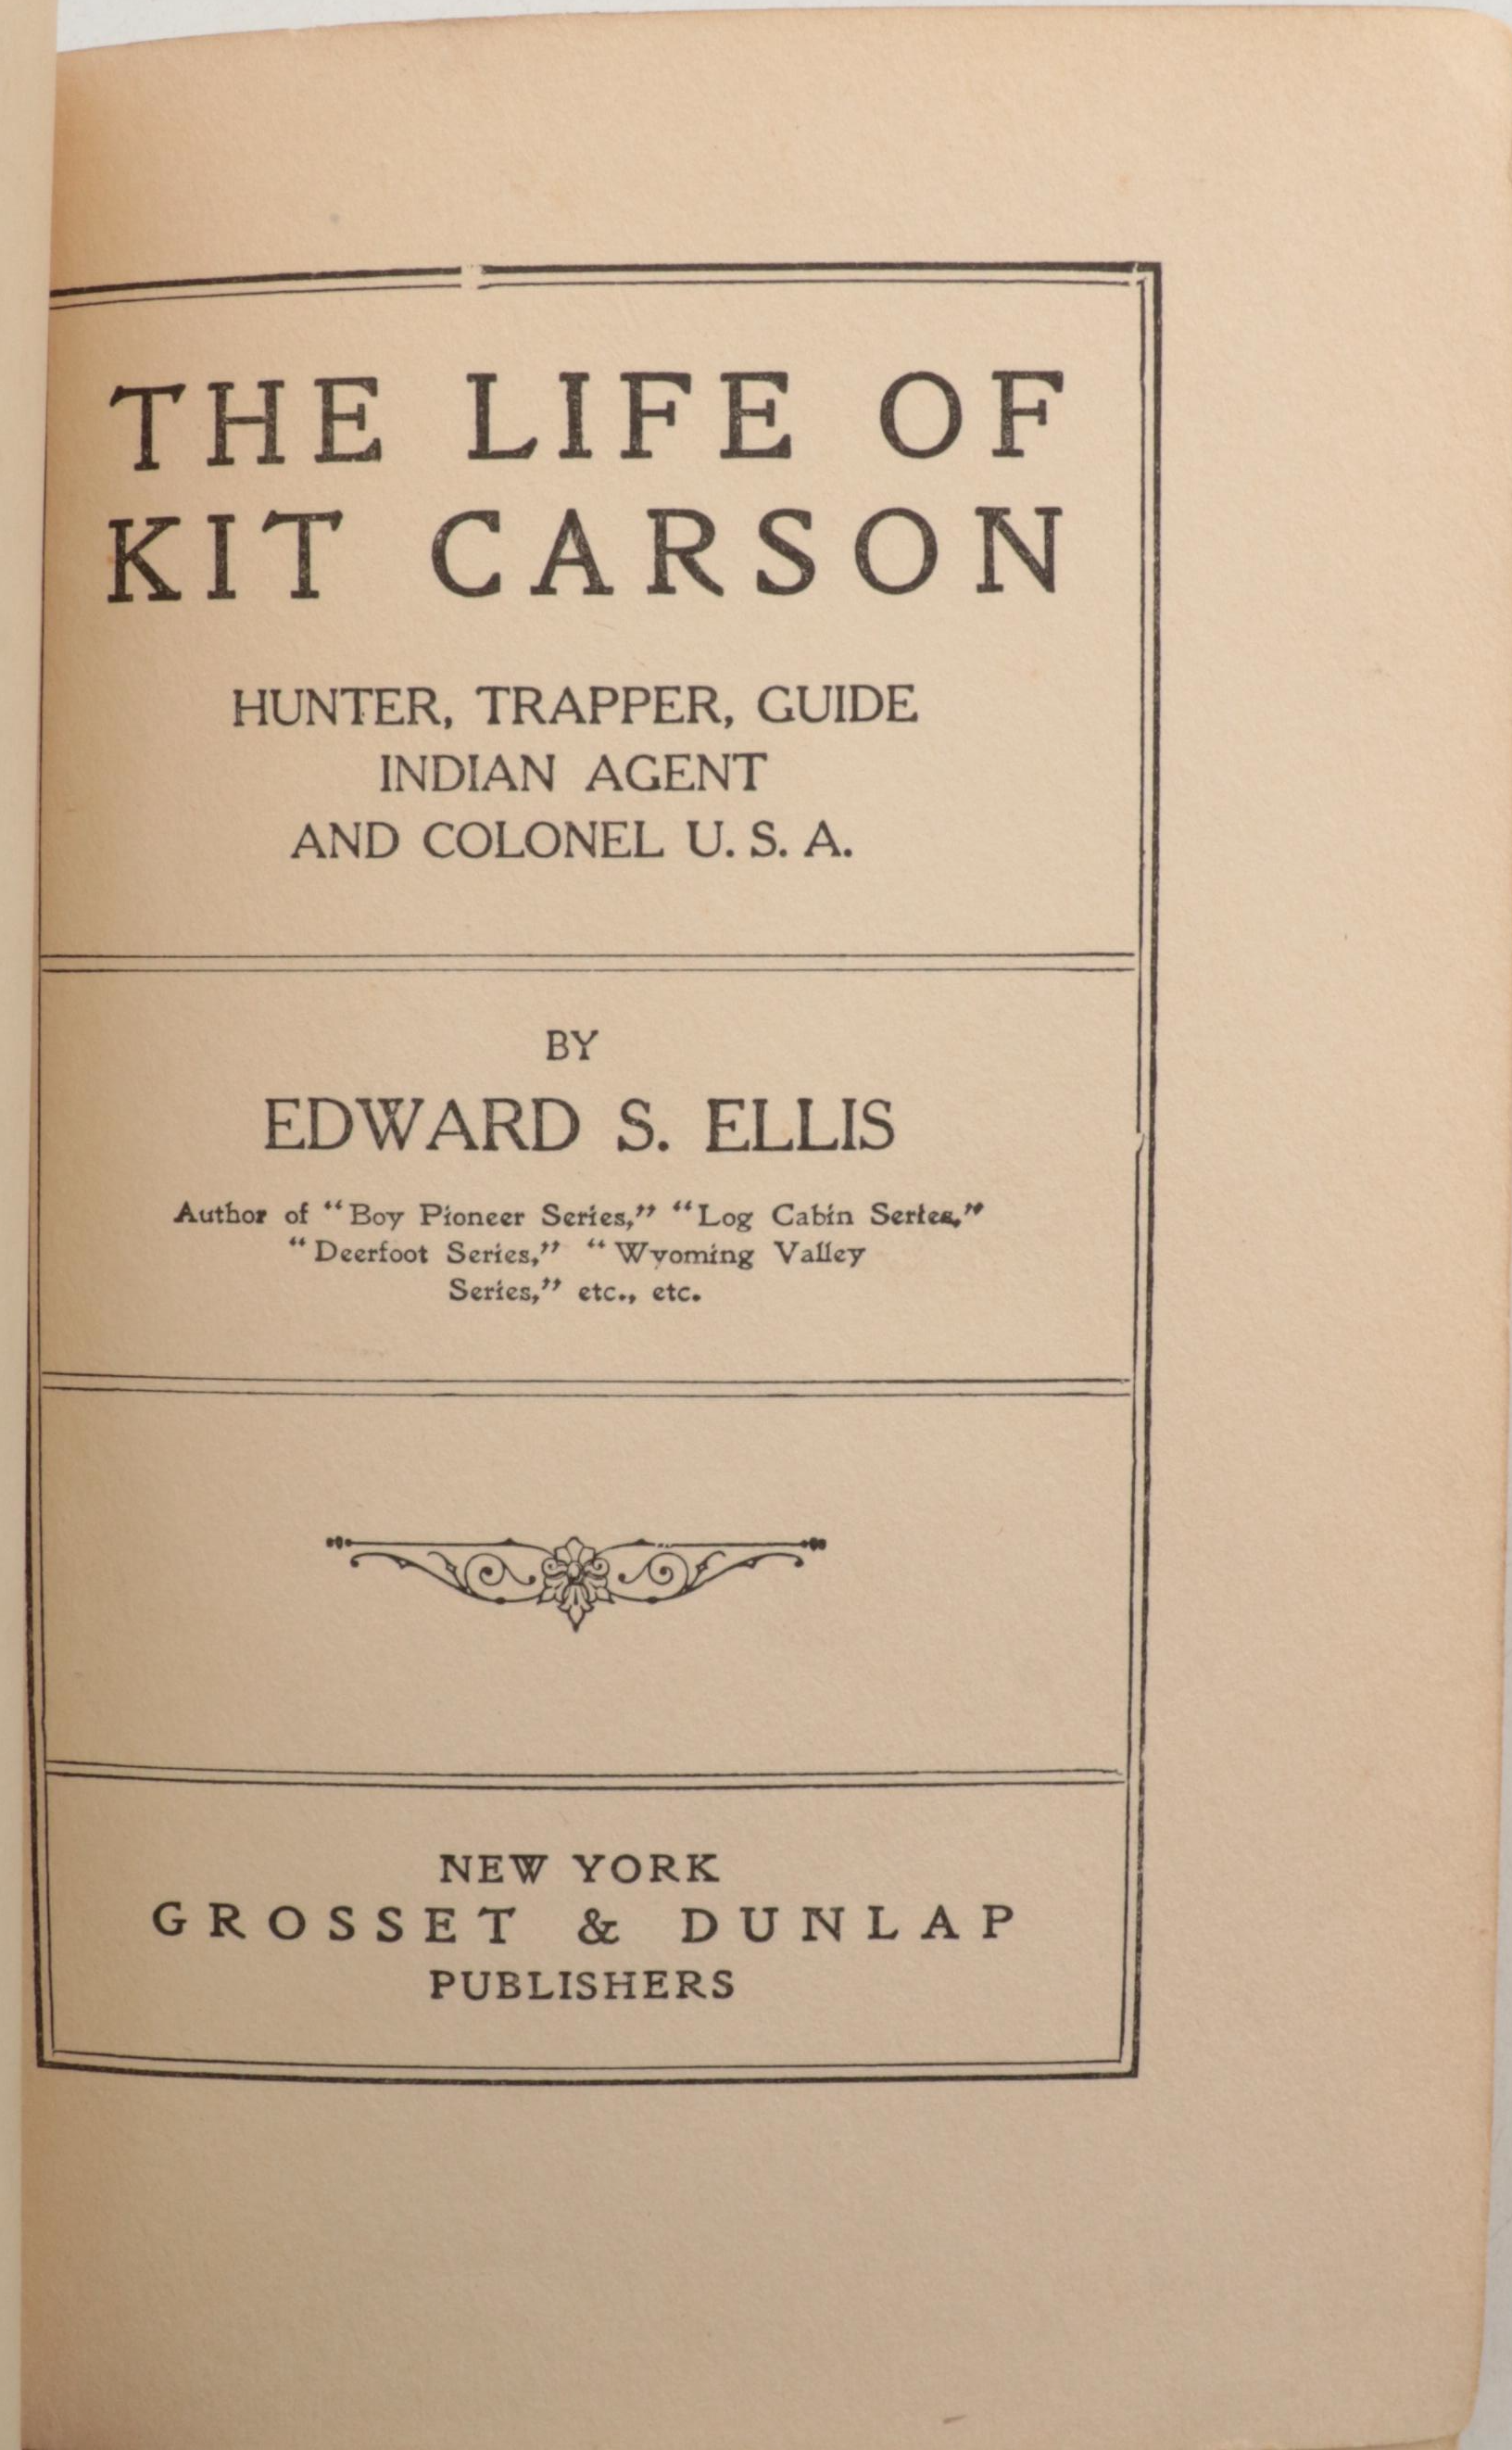 THE LIFE OF
KIT CARSON
HUNTER, TRAPPER, GUIDE
INDIAN AGENT
AND COLONEL U. S. A.
BY
EDWARD S. ELLIS
Author of “Boy Pioneer Series,” “Log Cabin Series,”
“Deerfoot Series,” “Wyoming Valley
Series,” etc., etc.
NEW YORK
GROSSET & DUNLAP
PUBLISHERS